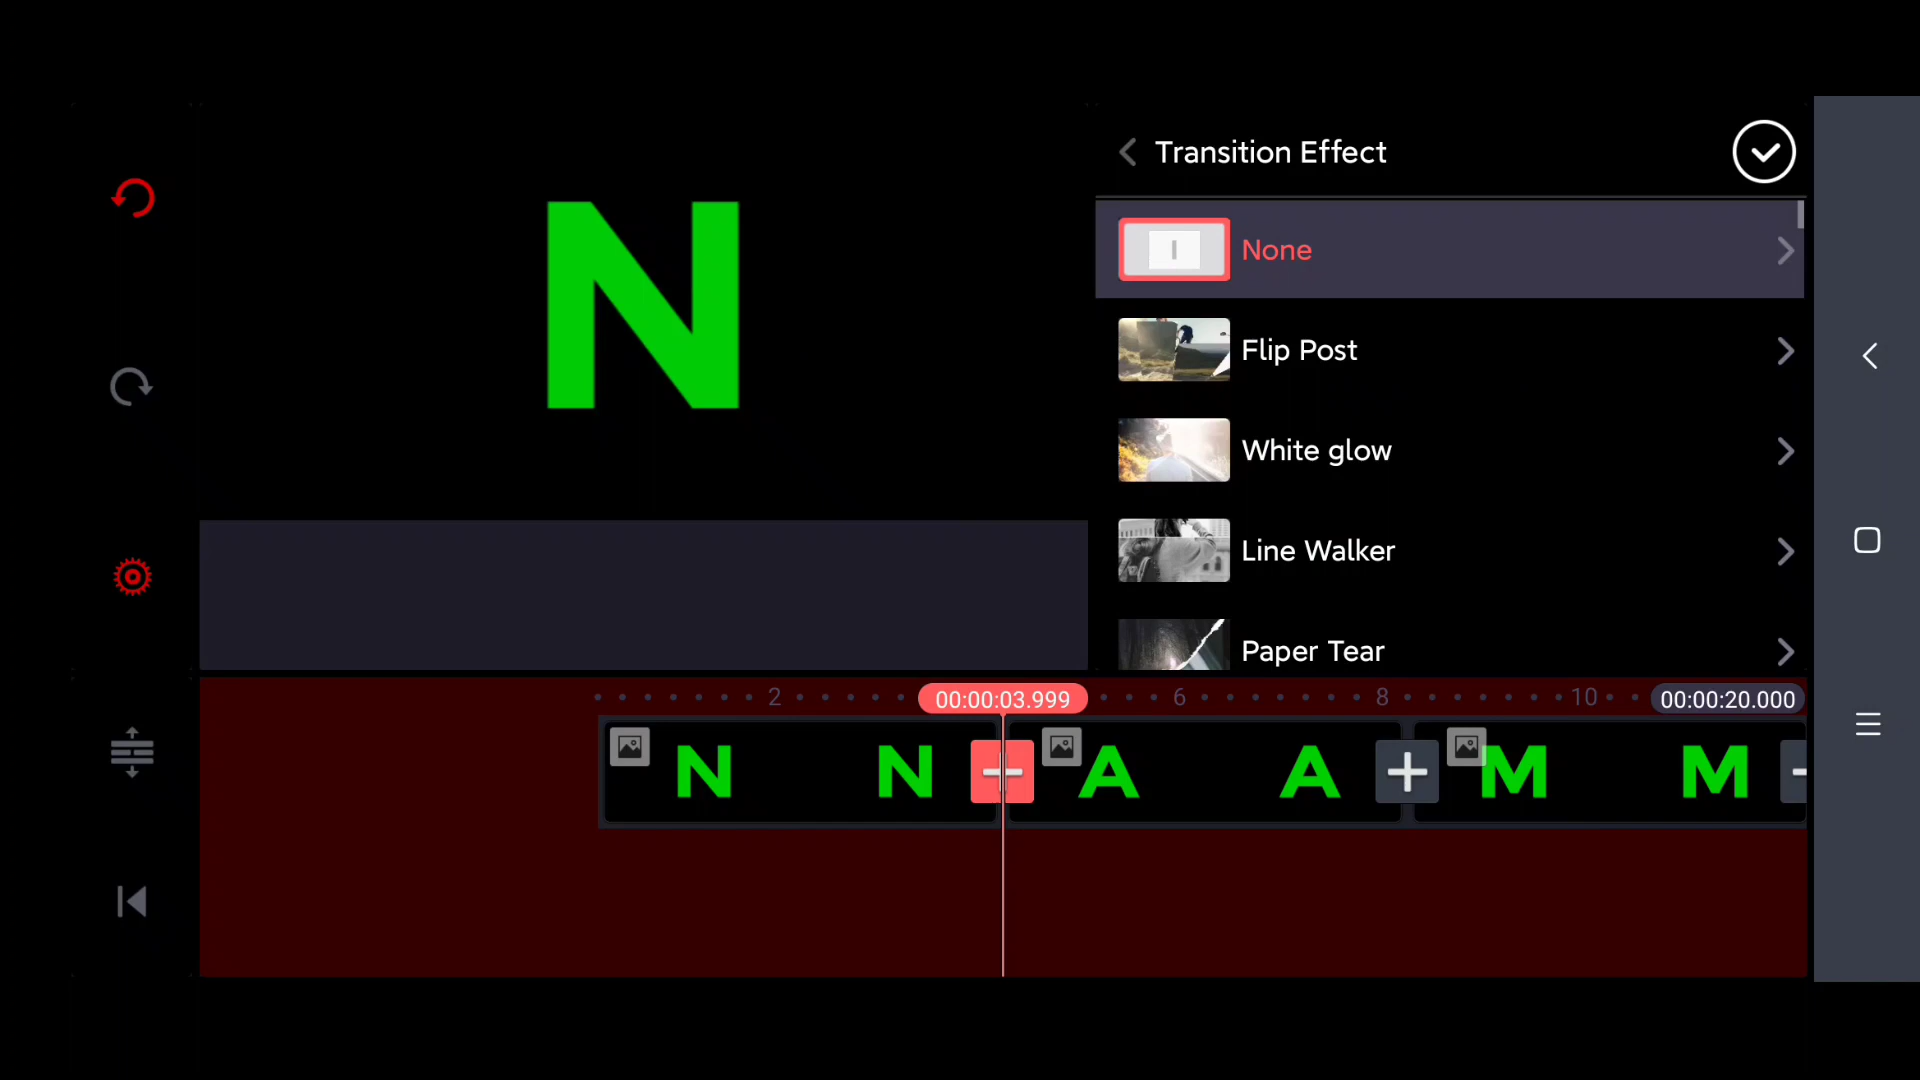 Transition Effect
N
None
Flip Post
White glow
Line Walker
Paper Tear
2 00:00:03.999 6 8 10 00:00:20.000
N N A A M M